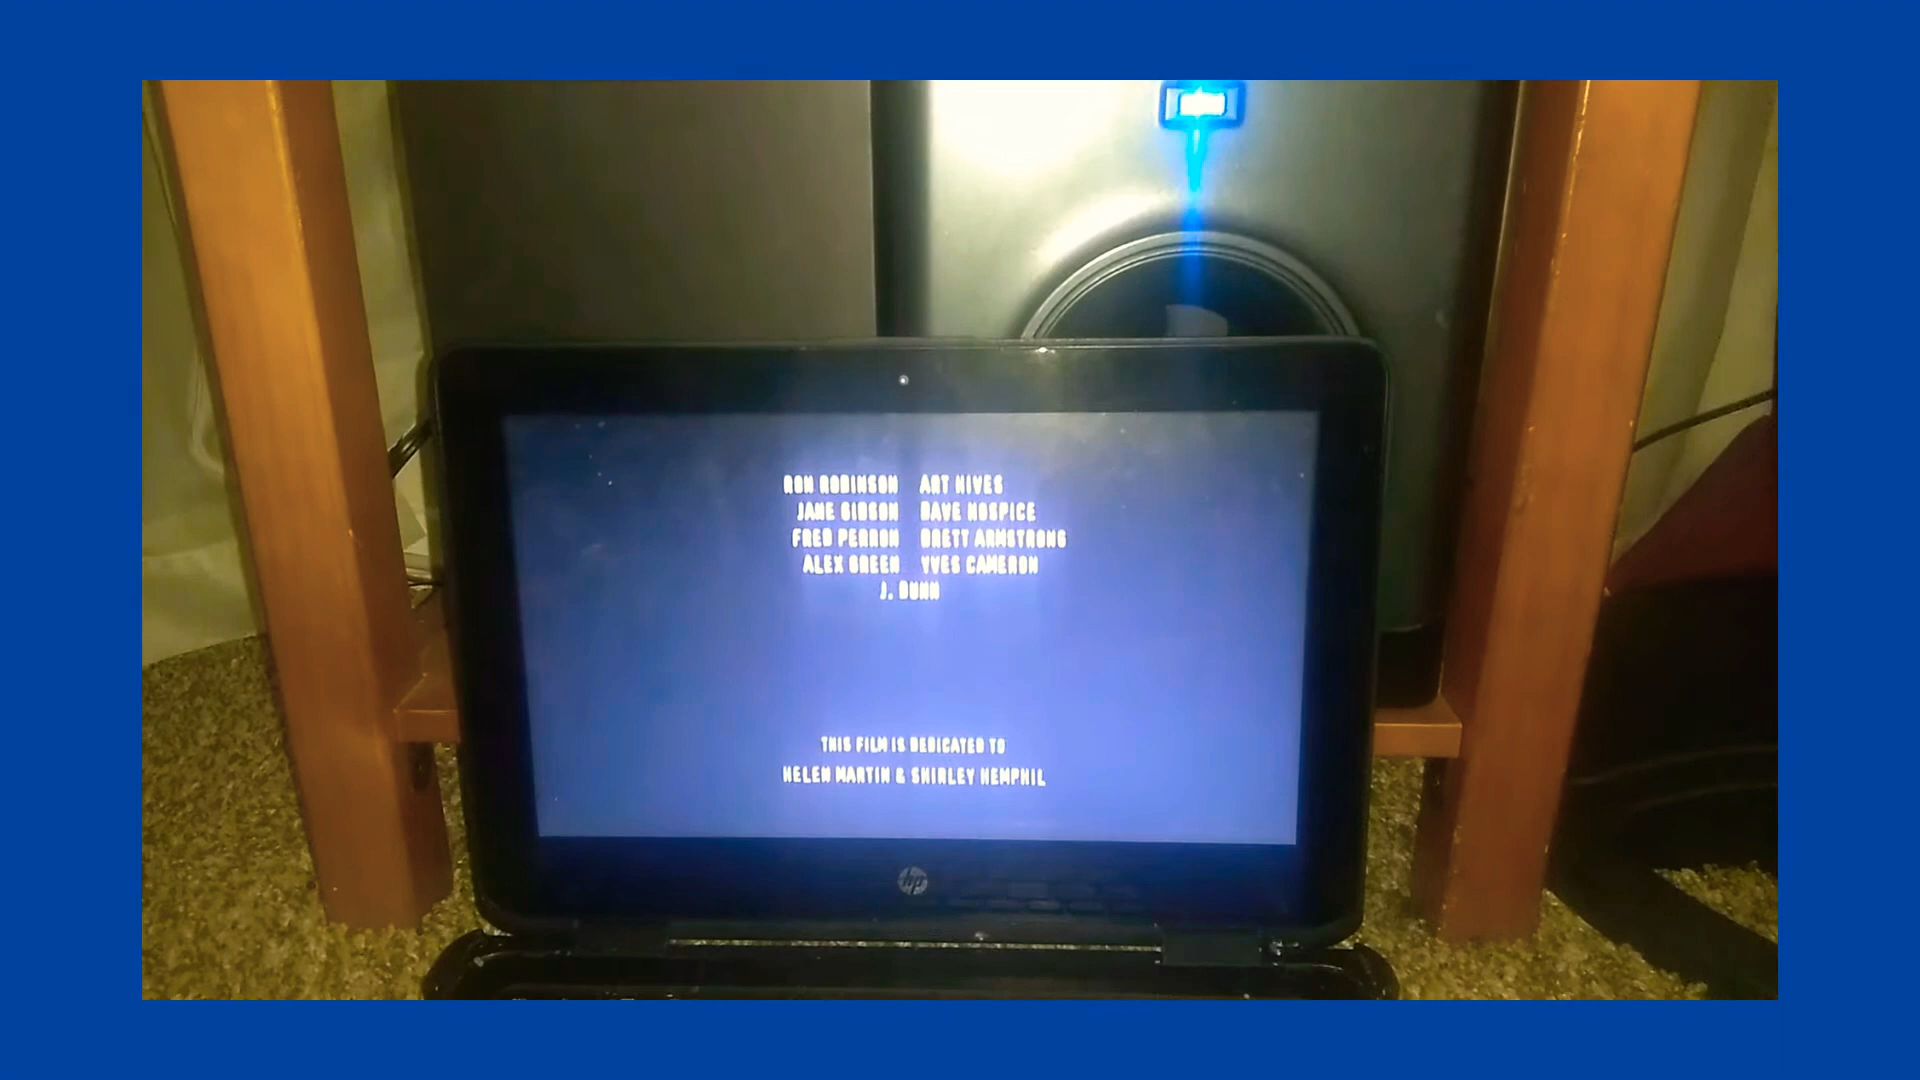 RON ROBINSON ART HIVES
JANE GIBSON DAVE HOSPICE
FRED PERRON BRETT ARMSTRONG
ALEX GREEN YVES CAMERON
J. DUNN
THIS FILM IS DEDICATED TO
HELEN MARTIN & SHIRLEY HEMPHIL
hp